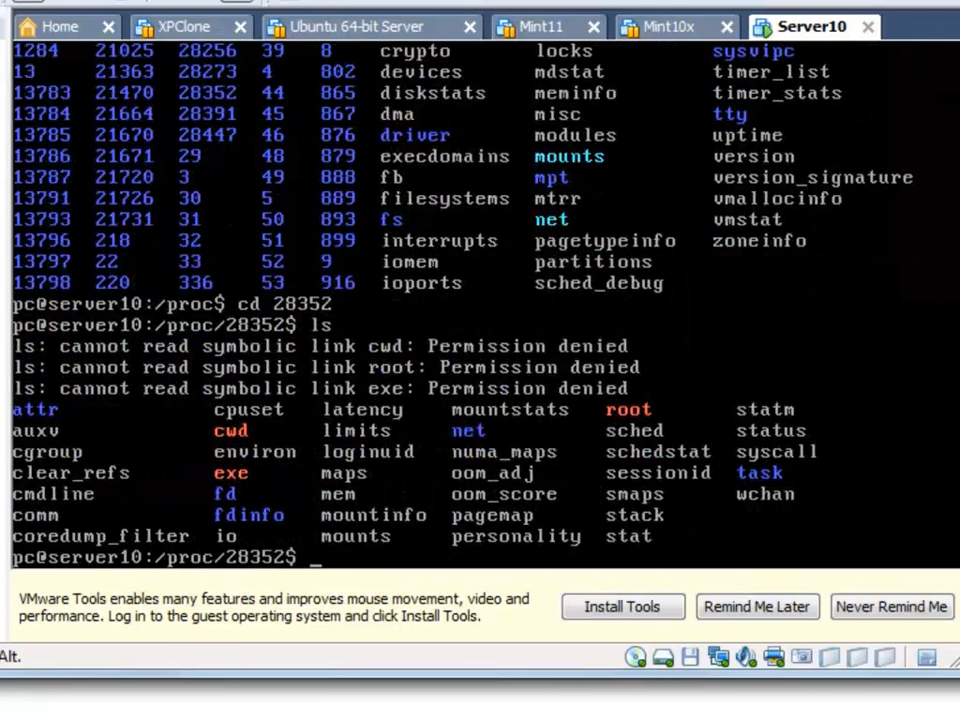 Home XPClone Ubuntu 64-bit Server Mint11 Mint10x Server10
1284 21025 28256 39 8 crypto locks sysvipc
13 21363 28273 4 802 devices mdstat timer_list
13783 21470 28352 44 865 diskstats meminfo timer_stats
13784 21664 28391 45 867 dma misc tty
13785 21670 28447 46 876 driver modules uptime
13786 21671 29 48 879 execdomains mounts version
13787 21720 3 49 888 fb mpt version_signature
13791 21726 30 5 889 filesystems mtrr vmallocinfo
13793 21731 31 50 893 fs net vmstat
13796 218 32 51 899 interrupts pagetypeinfo zoneinfo
13797 22 33 52 9 iomem partitions
13798 220 336 53 916 ioports sched_debug
pc@server10:/proc$ cd 28352
pc@server10:/proc/28352$ ls
ls: cannot read symbolic link cwd: Permission denied
ls: cannot read symbolic link root: Permission denied
ls: cannot read symbolic link exe: Permission denied
attr cpuset latency mountstats root statm
auxv cwd limits net sched status
cgroup environ loginuid numa_maps schedstat syscall
clear_refs exe maps oom_adj sessionid task
cmdline fd mem oom_score smaps wchan
comm fdinfo mountinfo pagemap stack
coredump_filter io mounts personality stat
pc@server10:/proc/28352$ _
VMware Tools enables many features and improves mouse movement, video and
performance. Log in to the guest operating system and click Install Tools.
Install Tools Remind Me Later Never Remind Me
Alt.